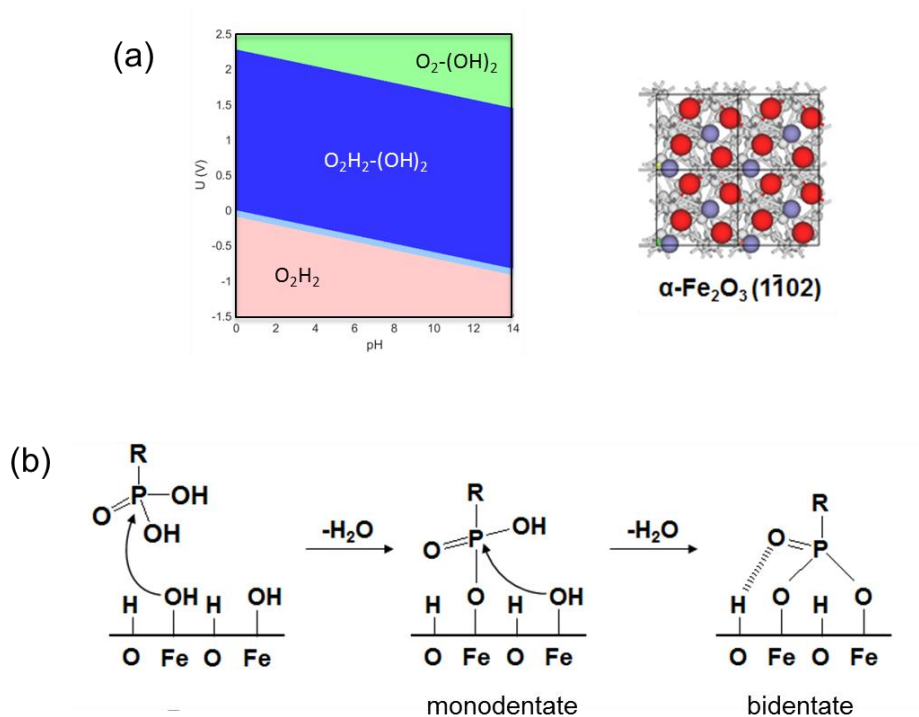 (a)
2.5
2
1.5
1
0.5
0
-0.5
-1
-1.5
U (V)
O₂-(OH)₂
O₂H₂-(OH)₂
O₂H₂
0 2 4 6 8 10 12 14
pH
α-Fe₂O₃ (11̄02)
(b)
R
O P OH
OH
H OH H OH
O Fe O Fe
-H₂O
R
O P OH
H O H OH
O Fe O Fe
monodentate
-H₂O
R
O P
H O H O
O Fe O Fe
bidentate